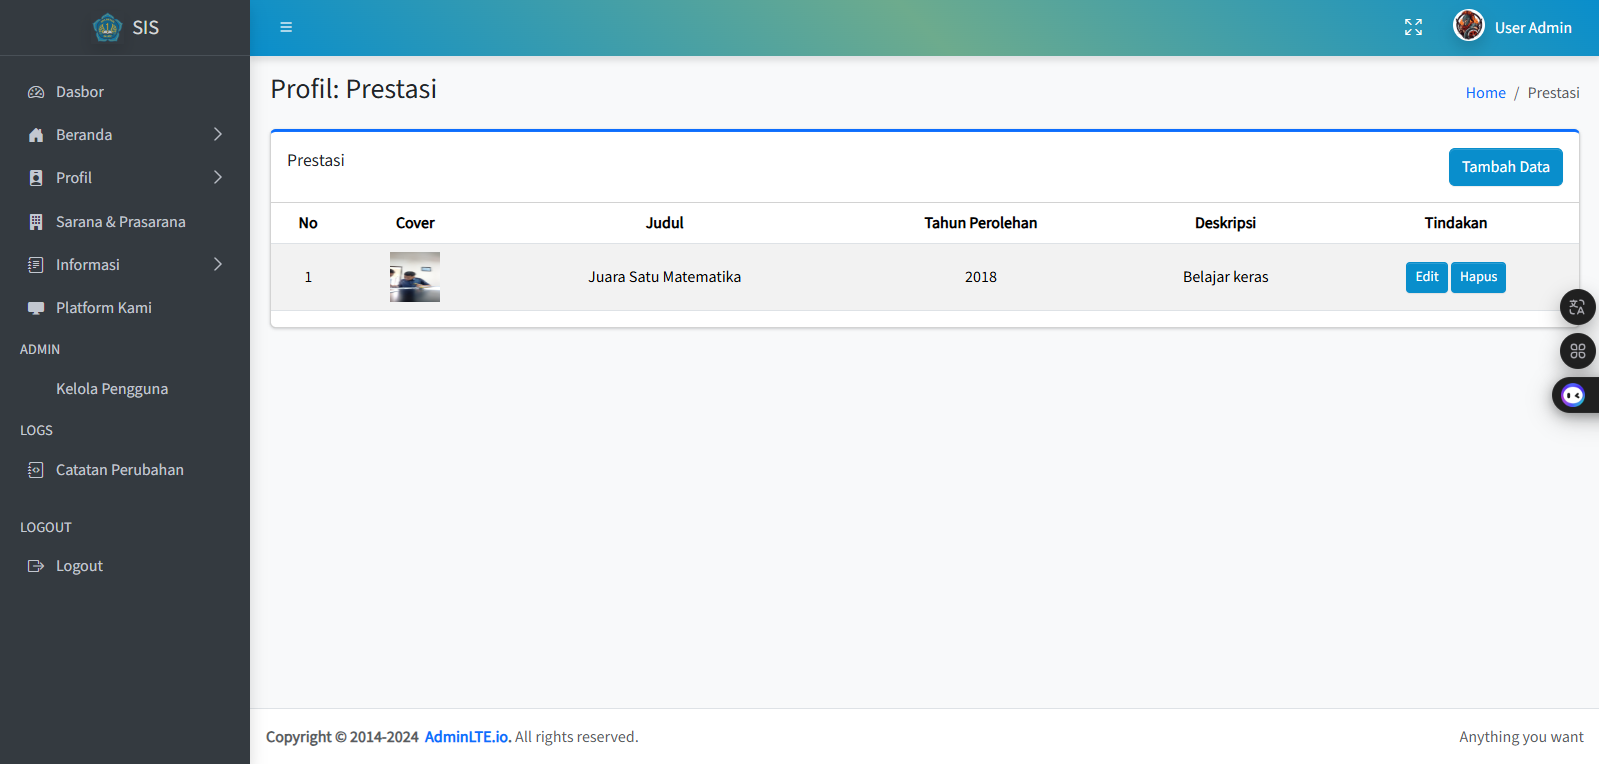 SIS
User Admin
Dasbor
Beranda
Profil
Sarana & Prasarana
Informasi
Platform Kami
ADMIN
Kelola Pengguna
LOGS
Catatan Perubahan
LOGOUT
Logout
Profil: Prestasi
Home / Prestasi
Prestasi
Tambah Data
No Cover Judul Tahun Perolehan Deskripsi Tindakan
1 Juara Satu Matematika 2018 Belajar keras Edit Hapus
Copyright © 2014-2024 AdminLTE.io. All rights reserved.
Anything you want